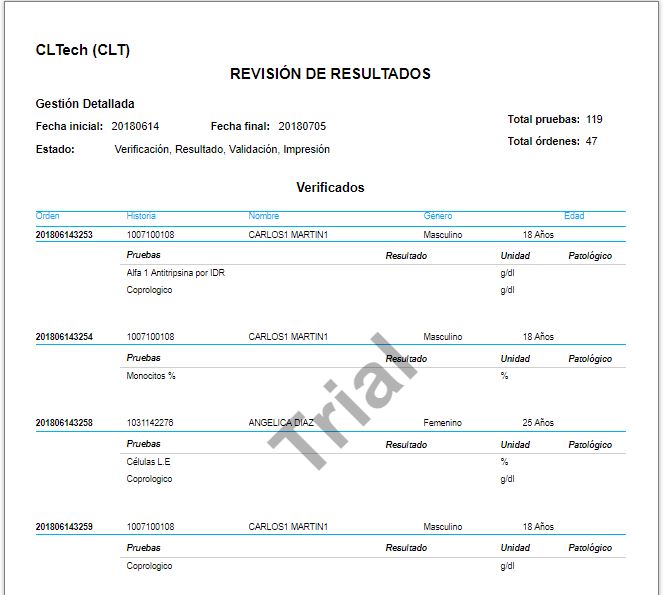 CLTech (CLT)
REVISIÓN DE RESULTADOS
Gestión Detallada
Fecha inicial: 20180614 Fecha final: 20180705 Total pruebas: 119
Estado: Verificación, Resultado, Validación, Impresión Total órdenes: 47
Verificados
Orden Historia Nombre Género Edad
201806143253 1007100108 CARLOS1 MARTIN1 Masculino 18 Años
Pruebas Resultado Unidad Patológico
Alfa 1 Antitripsina por IDR g/dl
Coprologico g/dl
201806143254 1007100108 CARLOS1 MARTIN1 Masculino 18 Años
Pruebas Resultado Unidad Patológico
Monocitos % %
201806143258 1031142276 ANGELICA DIAZ Femenino 25 Años
Pruebas Resultado Unidad Patológico
Células L.E %
Coprologico g/dl
201806143259 1007100108 CARLOS1 MARTIN1 Masculino 18 Años
Pruebas Resultado Unidad Patológico
Coprologico g/dl
Trial